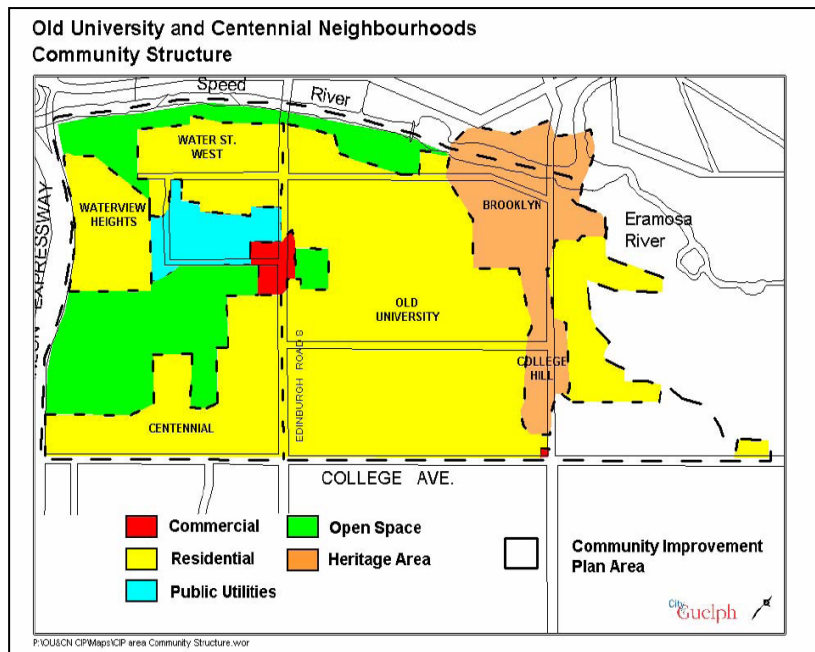 Old University and Centennial Neighbourhoods
Community Structure
Speed
River
WATER ST.
WEST
WATERVIEW
HEIGHTS
BROOKLYN
Eramosa
River
EXPRESSWAY
OLD
UNIVERSITY
EDINBURGH ROAD S
COLLEGE
HILL
CENTENNIAL
COLLEGE AVE.
Commercial
Open Space
Residential
Heritage Area
Public Utilities
Community Improvement
Plan Area
City
Guelph
P:\OU&CN CIP\Maps\CIP area Community Structure.wor